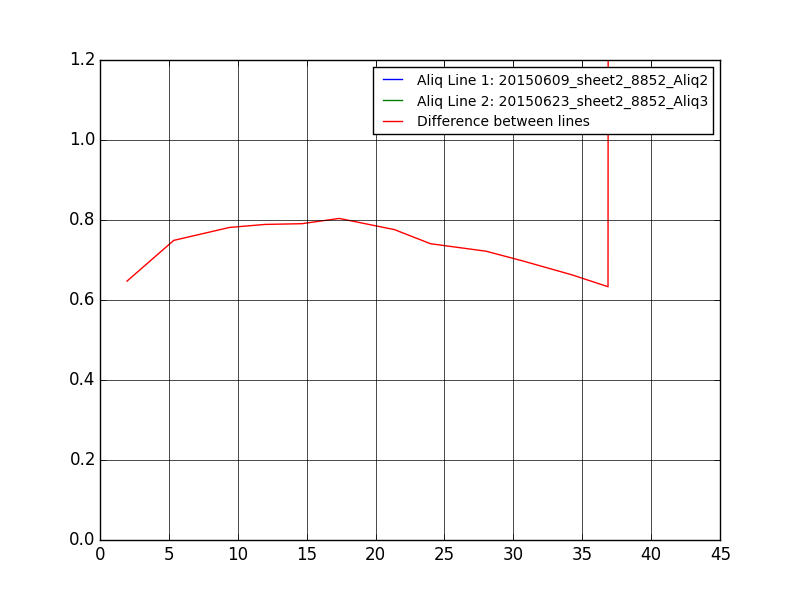 1.2
1.0
0.8
0.6
0.4
0.2
0.0
0 5 10 15 20 25 30 35 40 45
Aliq Line 1: 20150609_sheet2_8852_Aliq2
Aliq Line 2: 20150623_sheet2_8852_Aliq3
Difference between lines